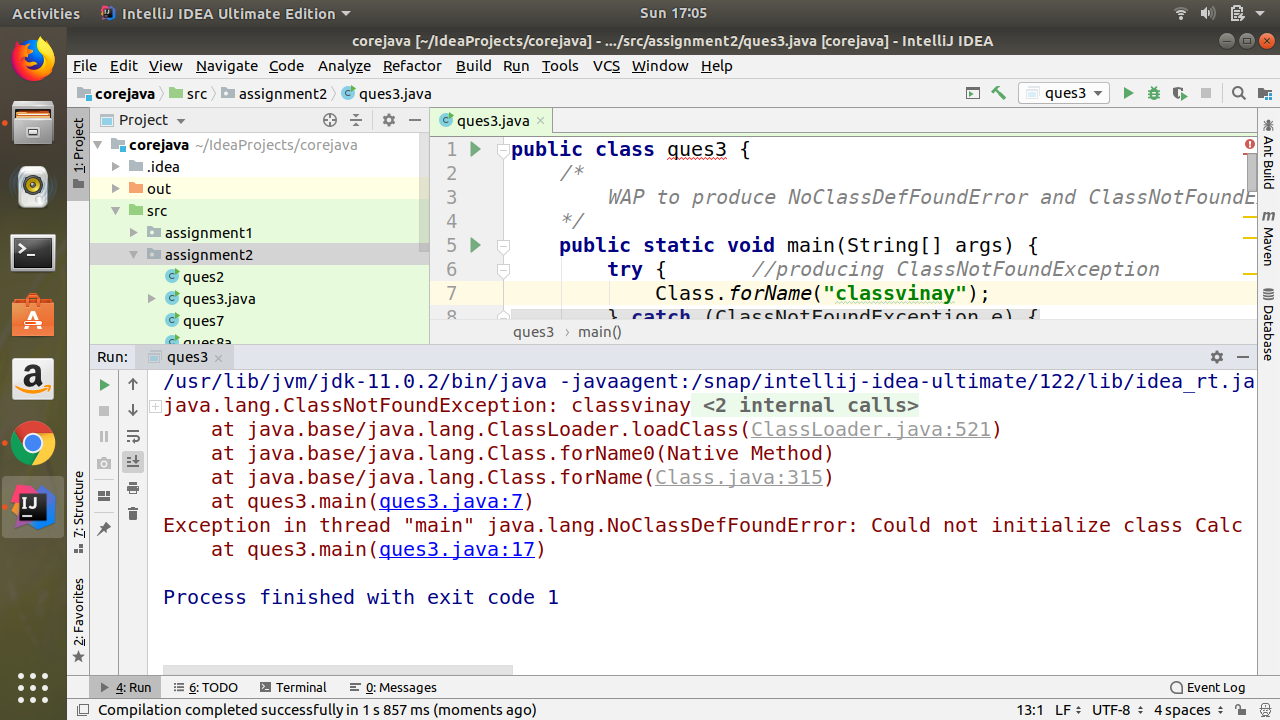 Activities IntelliJ IDEA Ultimate Edition Sun 17:05
corejava [~/IdeaProjects/corejava] - .../src/assignment2/ques3.java [corejava] - IntelliJ IDEA
File Edit View Navigate Code Analyze Refactor Build Run Tools VCS Window Help
corejava src assignment2 ques3.java ques3
Project
ques3.java
1: Project
corejava ~/IdeaProjects/corejava
.idea
out
src
assignment1
assignment2
ques2
ques3.java
ques7
ques8a
1 public class ques3 {
2 /*
3 WAP to produce NoClassDefFoundError and ClassNotFoundE
4 */
5 public static void main(String[] args) {
6 try { //producing ClassNotFoundException
7 Class.forName("classvinay");
8 } catch (ClassNotFoundException e) {
ques3 › main()
Ant Build
Maven
Database
Run: ques3
/usr/lib/jvm/jdk-11.0.2/bin/java -javaagent:/snap/intellij-idea-ultimate/122/lib/idea_rt.ja
java.lang.ClassNotFoundException: classvinay <2 internal calls>
at java.base/java.lang.ClassLoader.loadClass(ClassLoader.java:521)
at java.base/java.lang.Class.forName0(Native Method)
at java.base/java.lang.Class.forName(Class.java:315)
at ques3.main(ques3.java:7)
Exception in thread "main" java.lang.NoClassDefFoundError: Could not initialize class Calc
at ques3.main(ques3.java:17)
Process finished with exit code 1
7: Structure
2: Favorites
4: Run 6: TODO Terminal 0: Messages Event Log
Compilation completed successfully in 1 s 857 ms (moments ago) 13:1 LF UTF-8 4 spaces